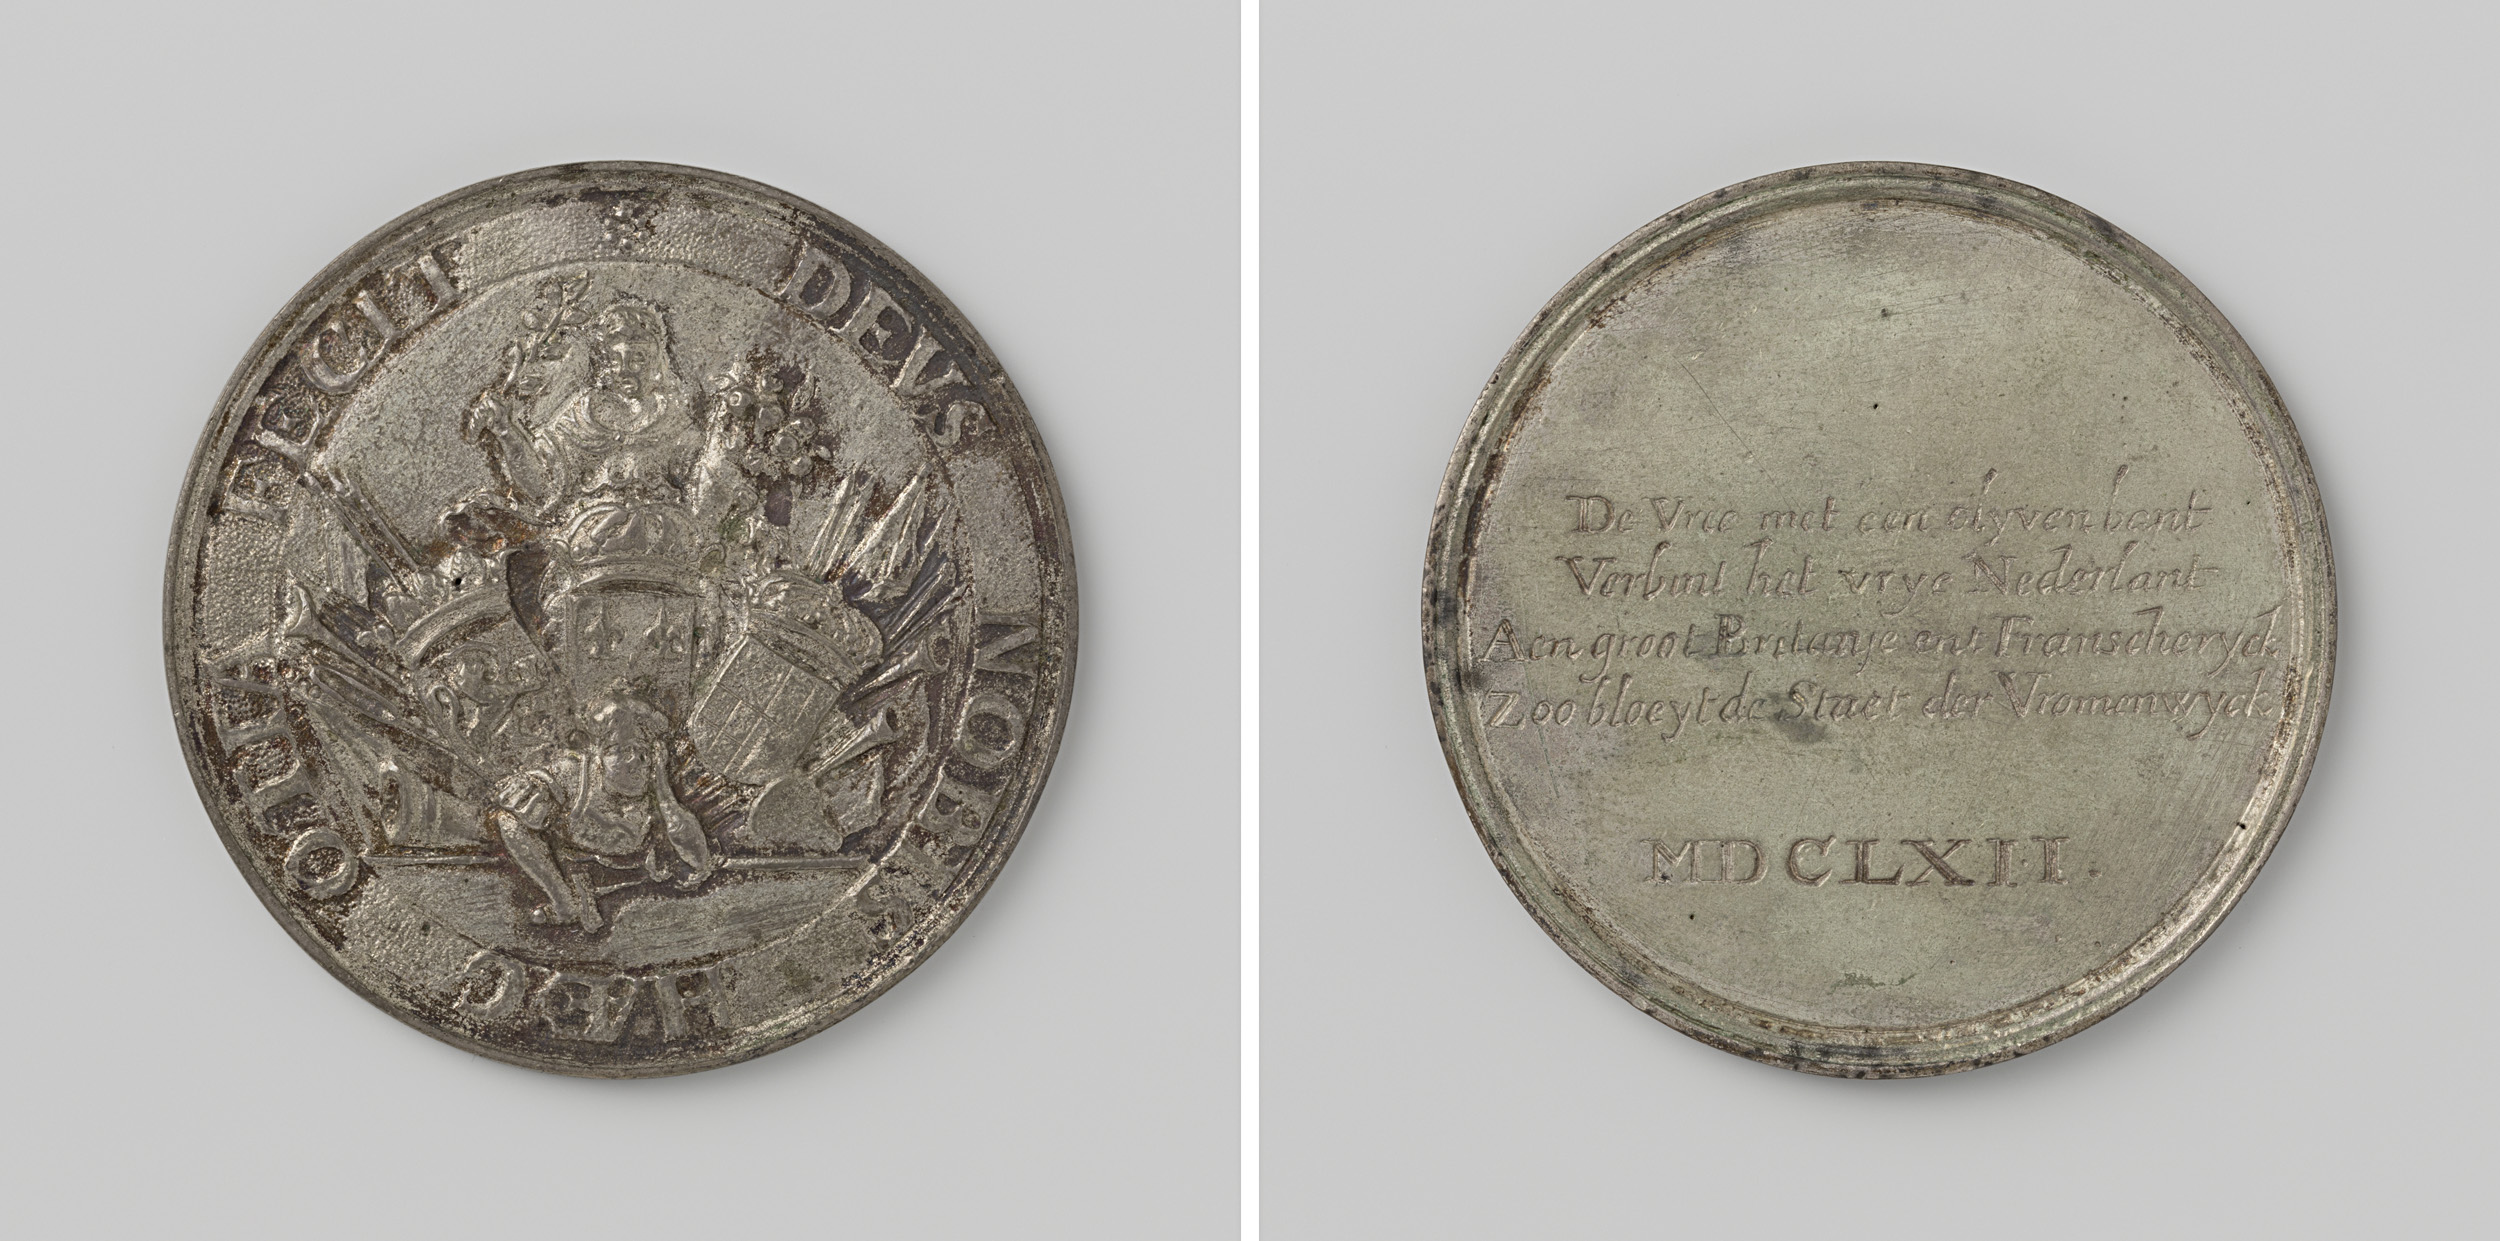 DEVS NOBIS HÆC OTIA FECIT
De Vree met een olyven bant
Verbint het vrye Nederlant
Aen groot Britanje ent Franscheryck
Zoo bloeyt de Staet der Vromenwyck.
MDCLXII.